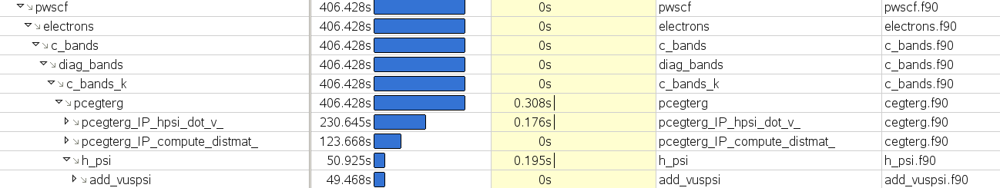 pwscf 406.428s 0s pwscf pwscf.f90
electrons 406.428s 0s electrons electrons.f90
c_bands 406.428s 0s c_bands c_bands.f90
diag_bands 406.428s 0s diag_bands c_bands.f90
c_bands_k 406.428s 0s c_bands_k c_bands.f90
pcegterg 406.428s 0.308s pcegterg cegterg.f90
pcegterg_IP_hpsi_dot_v_ 230.645s 0.176s pcegterg_IP_hpsi_dot_v_ cegterg.f90
pcegterg_IP_compute_distmat_ 123.668s 0s pcegterg_IP_compute_distmat_ cegterg.f90
h_psi 50.925s 0.195s h_psi h_psi.f90
add_vuspsi 49.468s 0s add_vuspsi add_vuspsi.f90